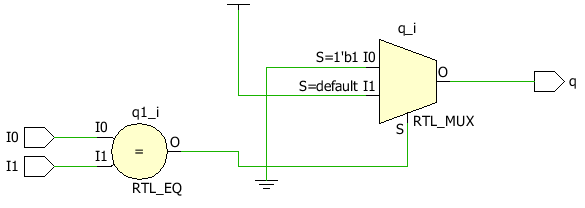 q_i
S=1'b1 I0
O
q
S=default I1
S
RTL_MUX
q1_i
I0
I0
O
=
I1
I1
RTL_EQ